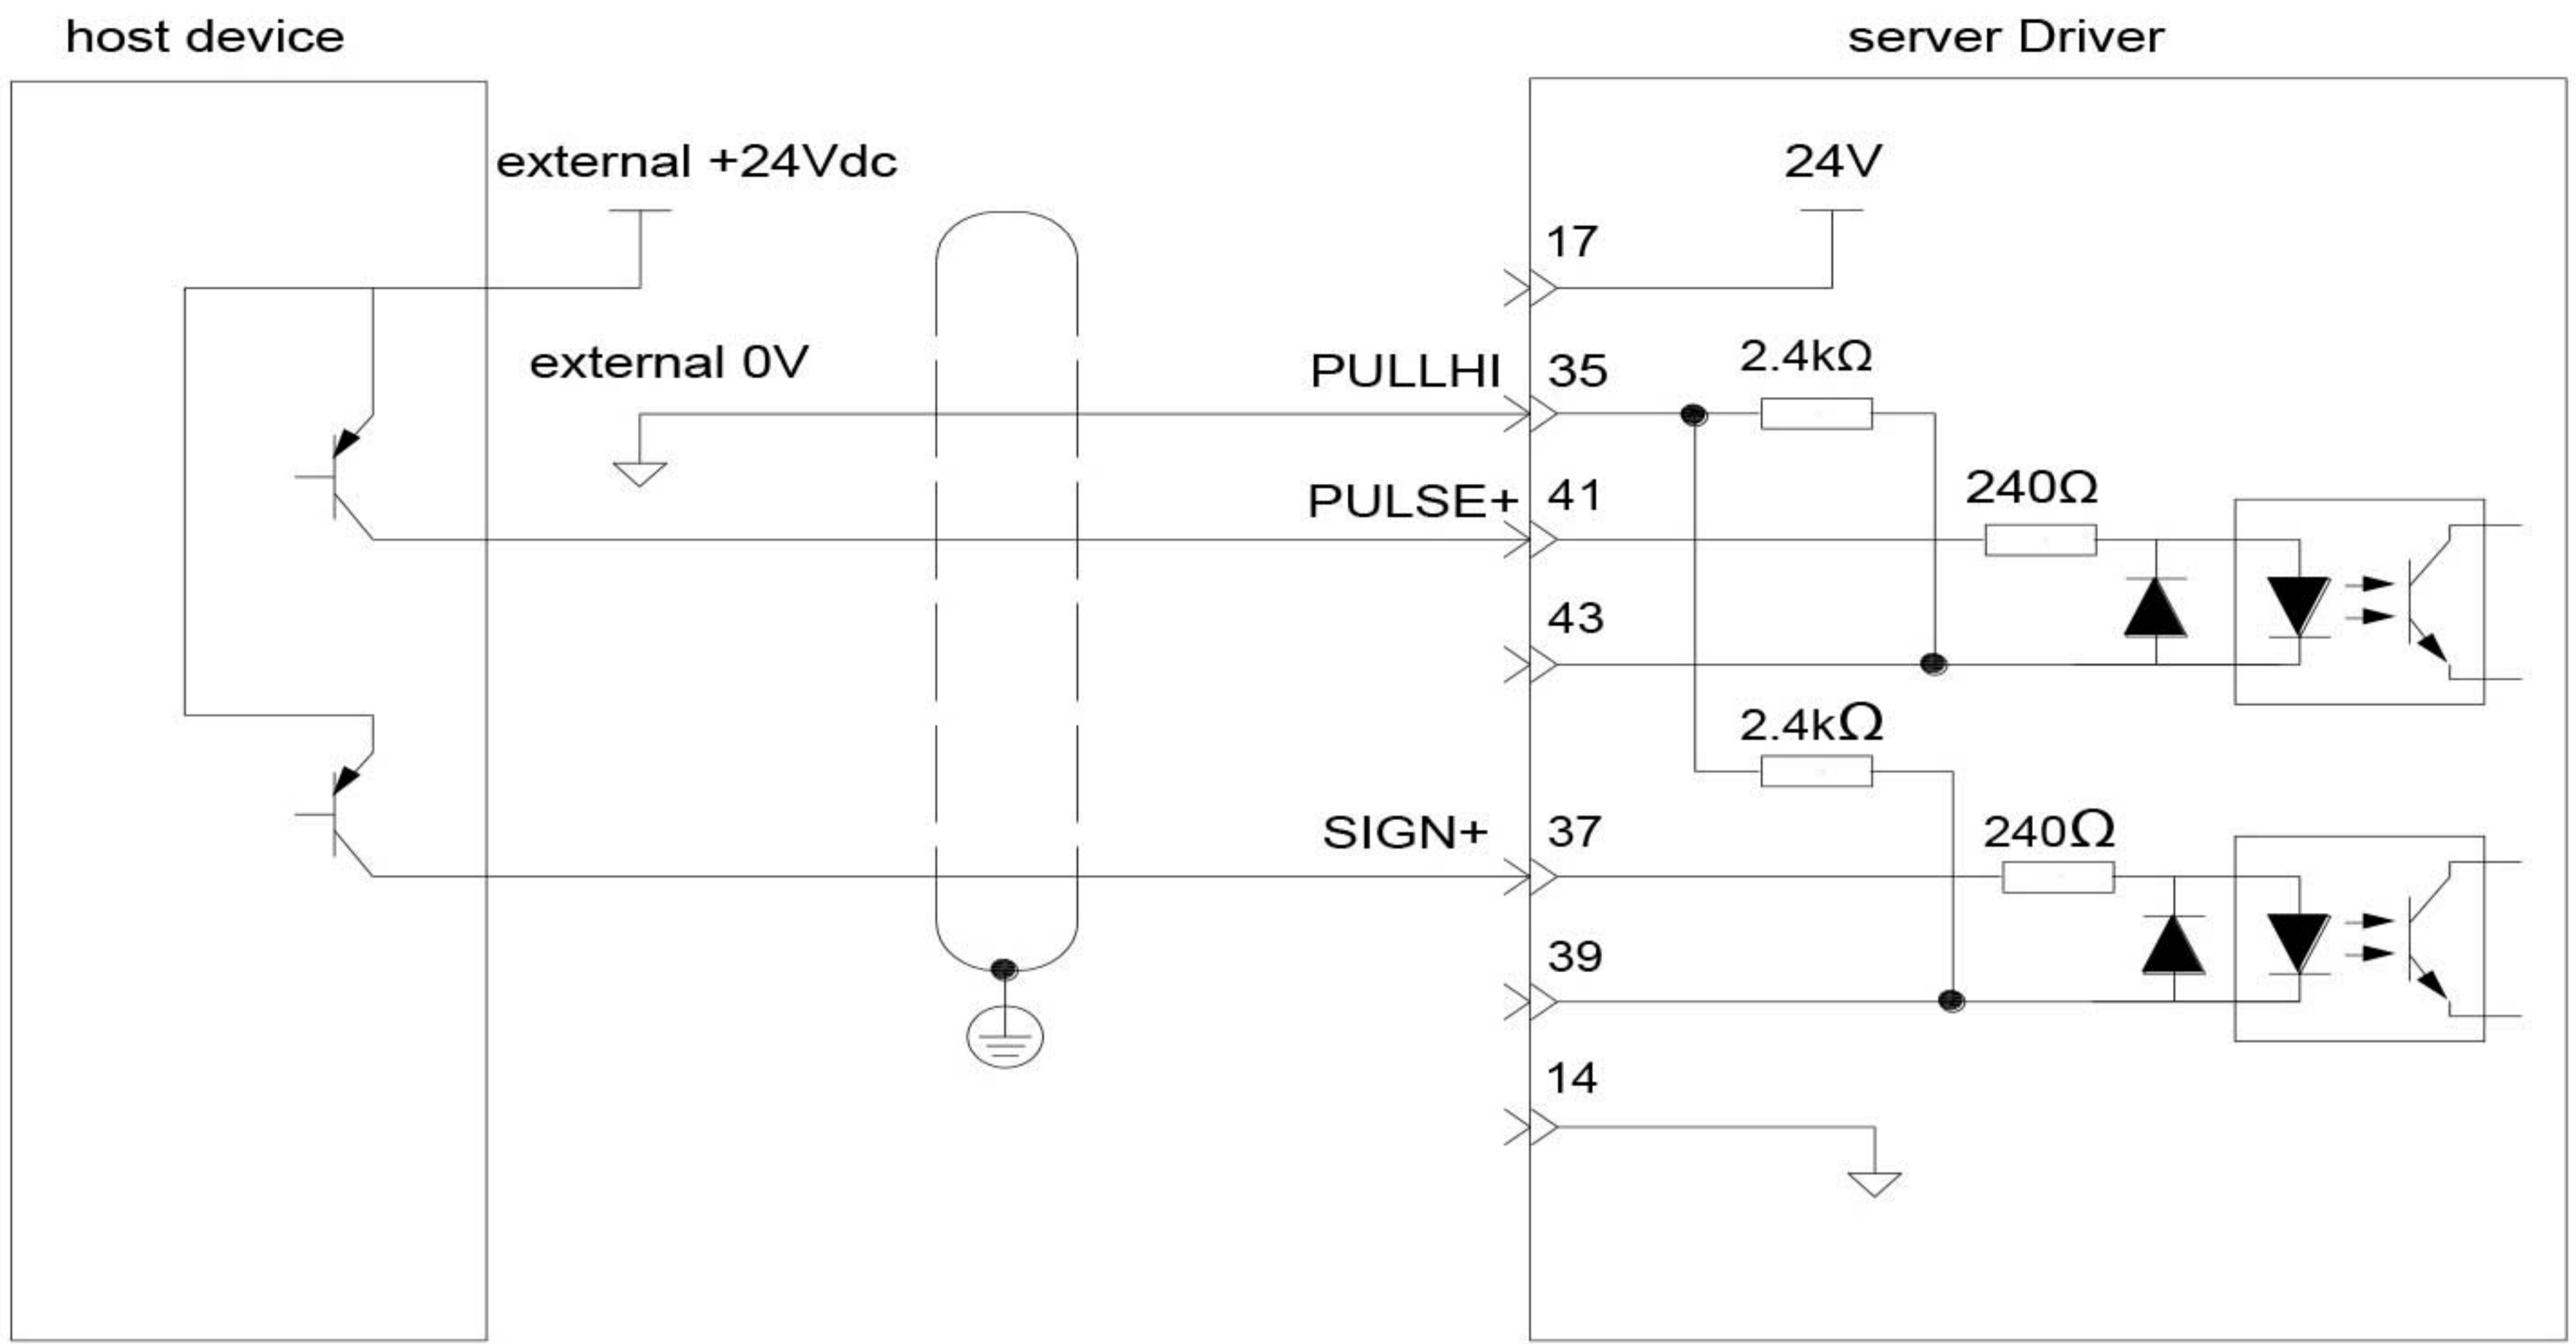 host device
server Driver
external +24Vdc
24V
17
external 0V
PULLHI
35
2.4kΩ
PULSE+
41
240Ω
43
2.4kΩ
SIGN+
37
240Ω
39
14